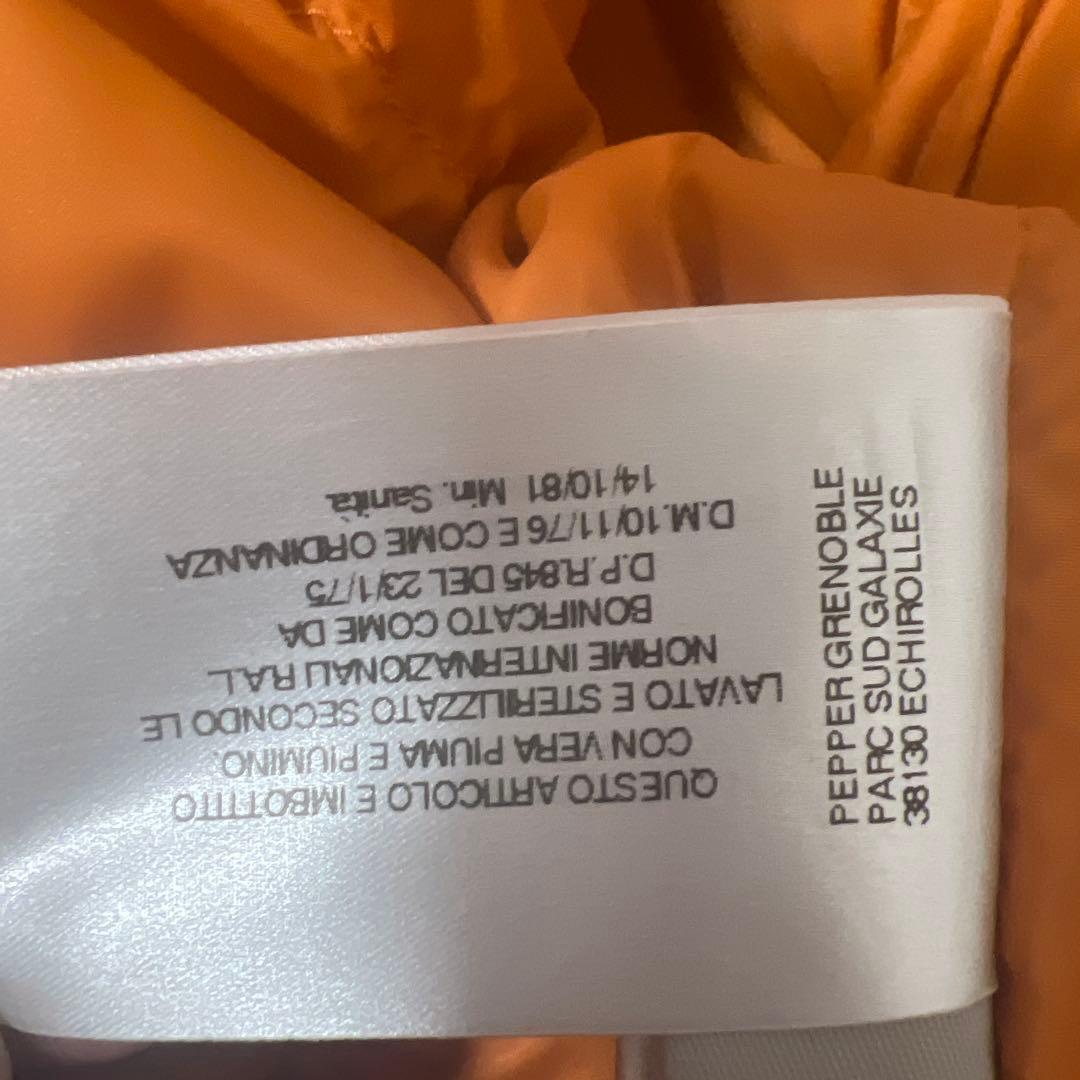 QUESTO ARTICOLO E IMBOTTITO
CON VERA PIUMA E PIUMINO.
LAVATO E STERILIZZATO SECONDO LE
NORME INTERNAZIONALI R.A.L.
BONIFICATO COME DA
D.P.R.845 DEL 23/1/75
D.M.10/11/76 E COME ORDINANZA
14/10/81 Min. Sanità
PEPPER GRENOBLE
PARC SUD GALAXIE
38130 ECHIROLLES